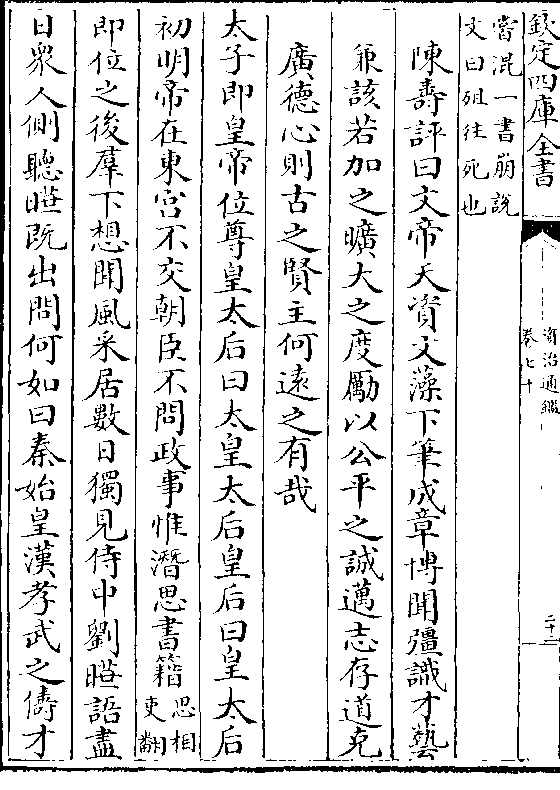 欽定四庫全書
資治通鑑
卷七十
二十二
當混一書崩說
文曰殂往死也
陳壽評曰文帝天資文藻下筆成章博聞彊識才藝
兼該若加之曠大之度勵以公平之誠邁志存道克
廣德心則古之賢主何遠之有哉
太子即皇帝位尊皇太后曰太皇太后皇后曰皇太后
初明帝在東宮不交朝臣不問政事惟潛思書籍思相
吏翻
即位之後羣下想聞風采居數日獨見侍中劉曄語盡
日衆人側聽曄既出問何如曰秦始皇漢孝武之儔才